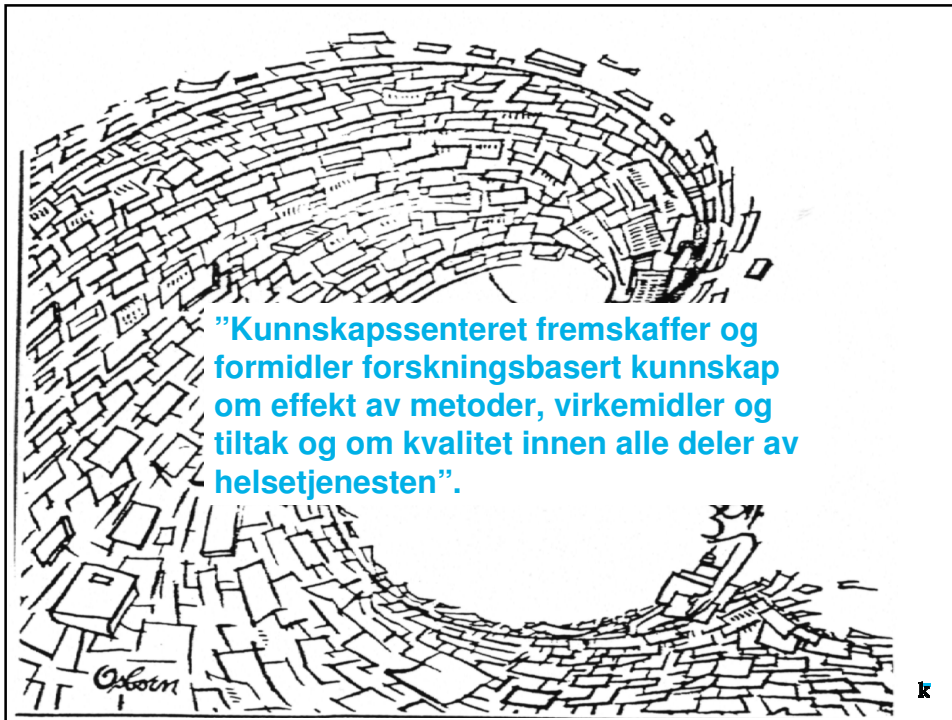 ”Kunnskapssenteret fremskaffer og
formidler forskningsbasert kunnskap
om effekt av metoder, virkemidler og
tiltak og om kvalitet innen alle deler av
helsetjenesten”.
Osborn
k